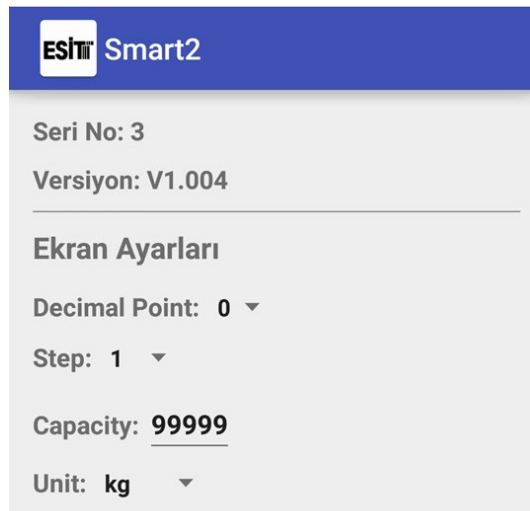 ESİT Smart2
Seri No: 3
Versiyon: V1.004
Ekran Ayarları
Decimal Point: 0
Step: 1
Capacity: 99999
Unit: kg